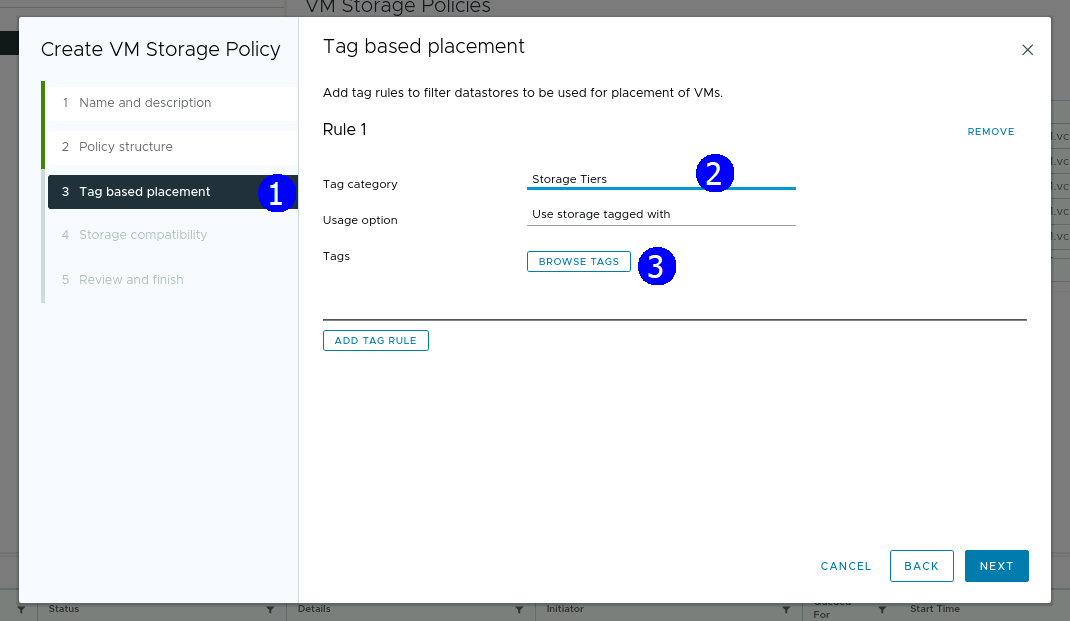 VM Storage Policies
Create VM Storage Policy
1 Name and description
2 Policy structure
3 Tag based placement
1
4 Storage compatibility
5 Review and finish
Tag based placement
Add tag rules to filter datastores to be used for placement of VMs.
Rule 1
REMOVE
Tag category
Storage Tiers
2
Usage option
Use storage tagged with
Tags
BROWSE TAGS
3
ADD TAG RULE
CANCEL
BACK
NEXT
Status
Details
Initiator
For
Start Time